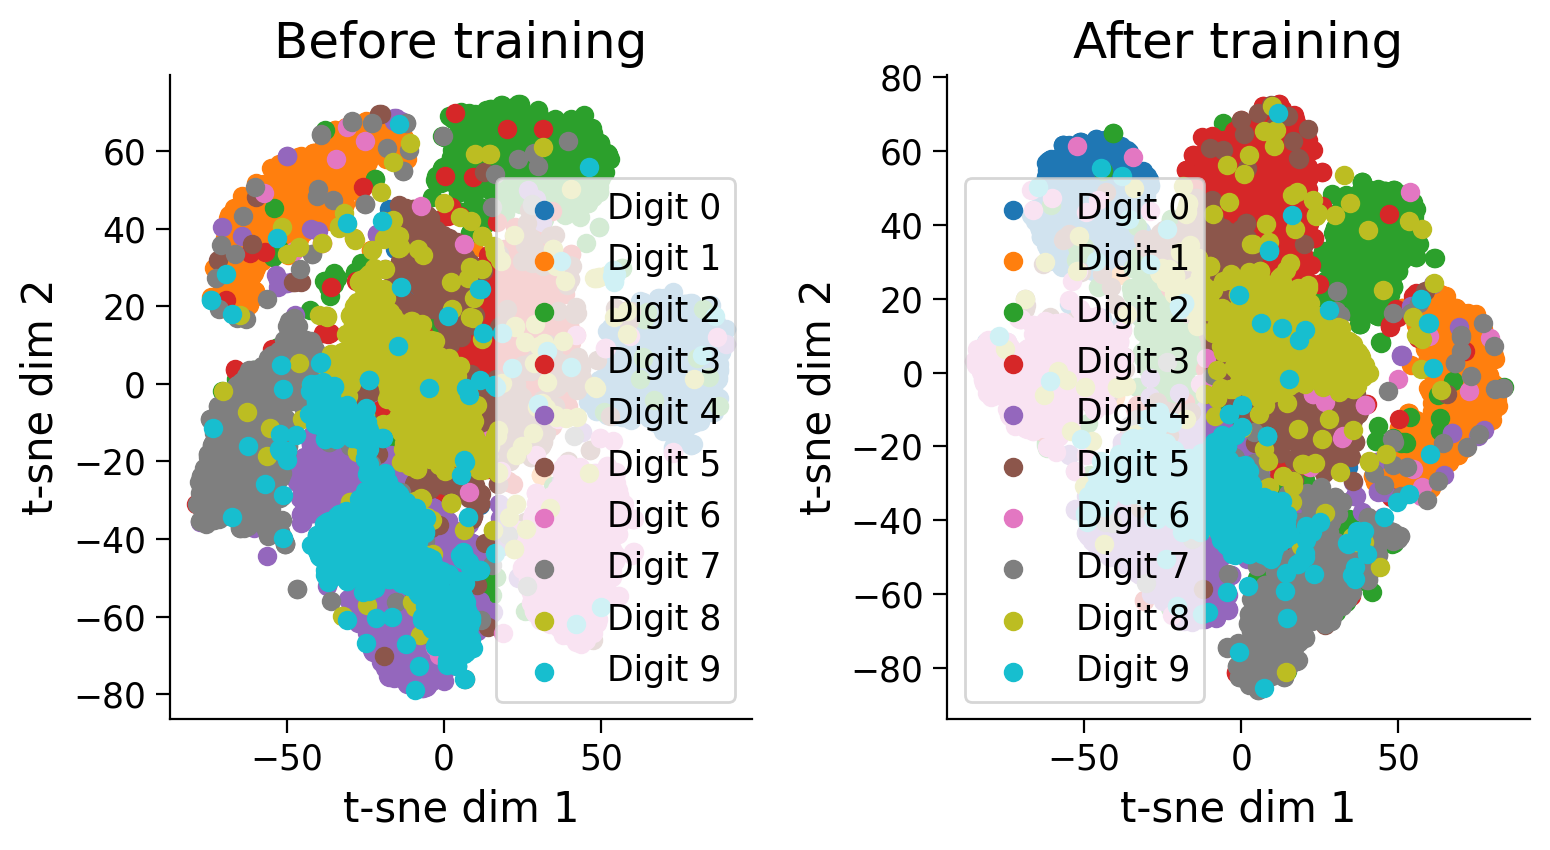 Before training
t-sne dim 2
60
40
20
0
−20
−40
−60
−80
−50
0
50
t-sne dim 1
Digit 0
Digit 1
Digit 2
Digit 3
Digit 4
Digit 5
Digit 6
Digit 7
Digit 8
Digit 9
After training
t-sne dim 2
80
60
40
20
0
−20
−40
−60
−80
−50
0
50
t-sne dim 1
Digit 0
Digit 1
Digit 2
Digit 3
Digit 4
Digit 5
Digit 6
Digit 7
Digit 8
Digit 9